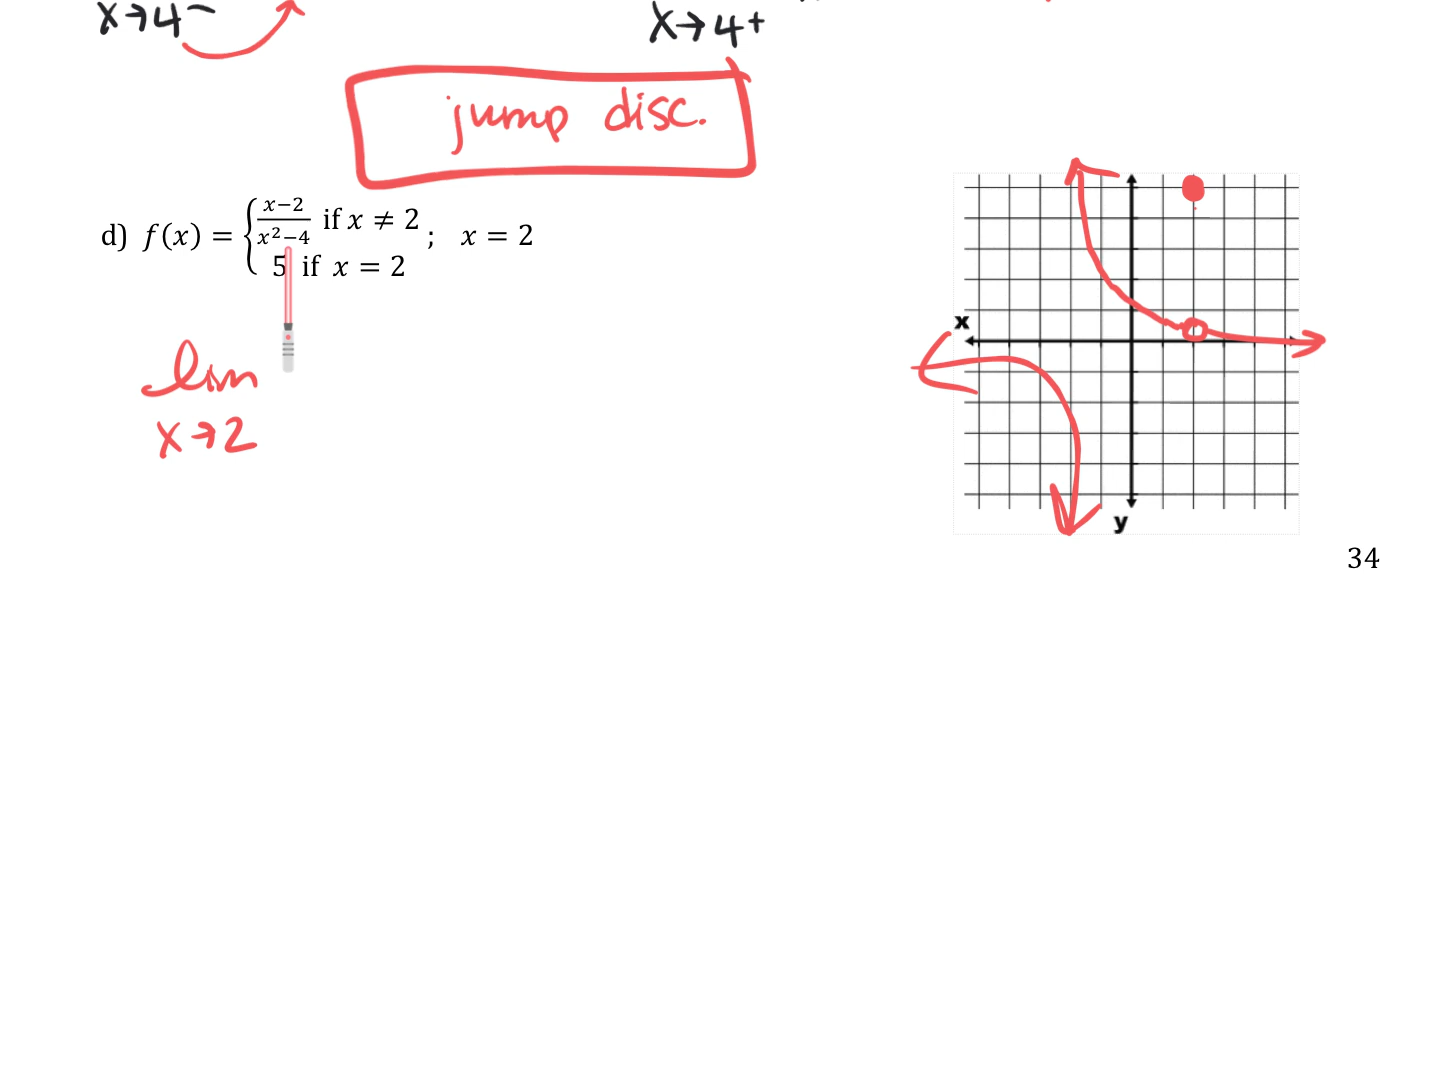 x→4⁻ x→4⁺
jump disc.
d) f(x) = { x−2 / x²−4 if x ≠ 2 ; x = 2
5 if x = 2
x
lim
x→2
y
34